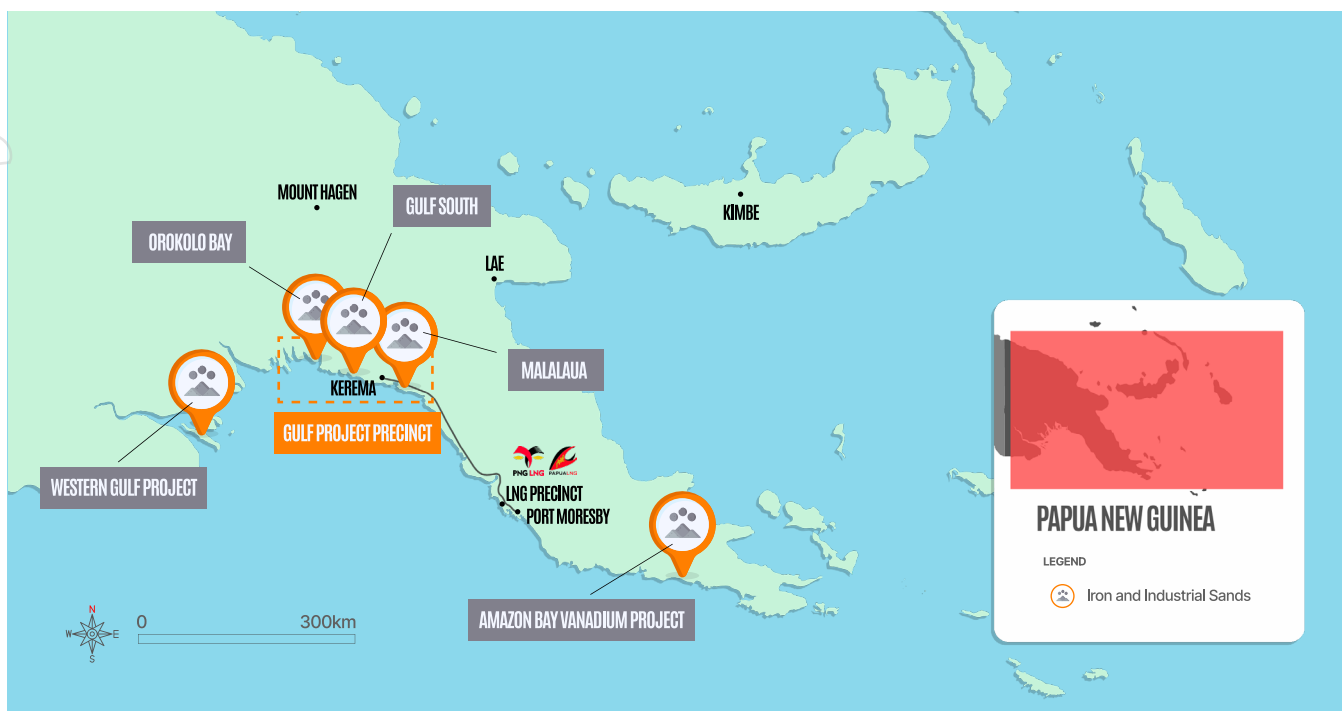 MOUNT HAGEN
GULF SOUTH
KIMBE
OROKOLO BAY
LAE
MALALAUA
KEREMA
GULF PROJECT PRECINCT
PNG LNG
PAPUA LNG
WESTERN GULF PROJECT
LNG PRECINCT
PORT MORESBY
AMAZON BAY VANADIUM PROJECT
N
W E
S
0 300km
PAPUA NEW GUINEA
LEGEND
Iron and Industrial Sands